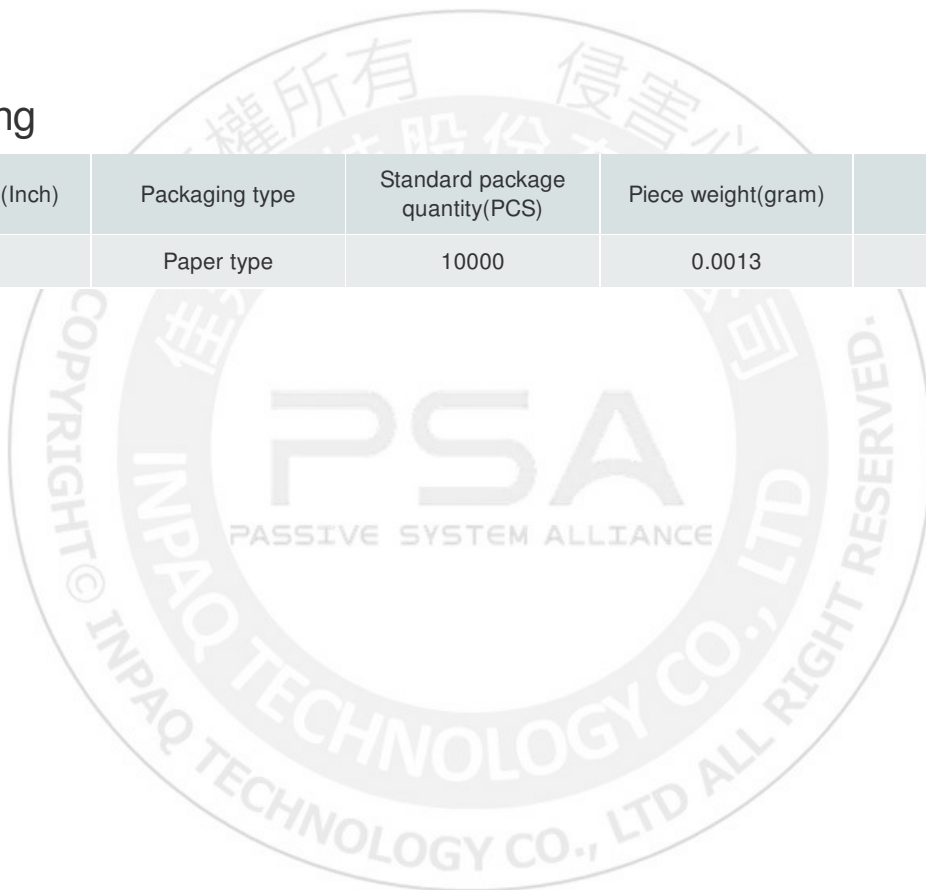 ng
(Inch)
Packaging type
Standard package
quantity(PCS)
Piece weight(gram)
Paper type
10000
0.0013
PSA
PASSIVE SYSTEM ALLIANCE
INPAQ TECHNOLOGY CO., LTD
COPYRIGHT © INPAQ TECHNOLOGY CO., LTD ALL RIGHT RESERVED.